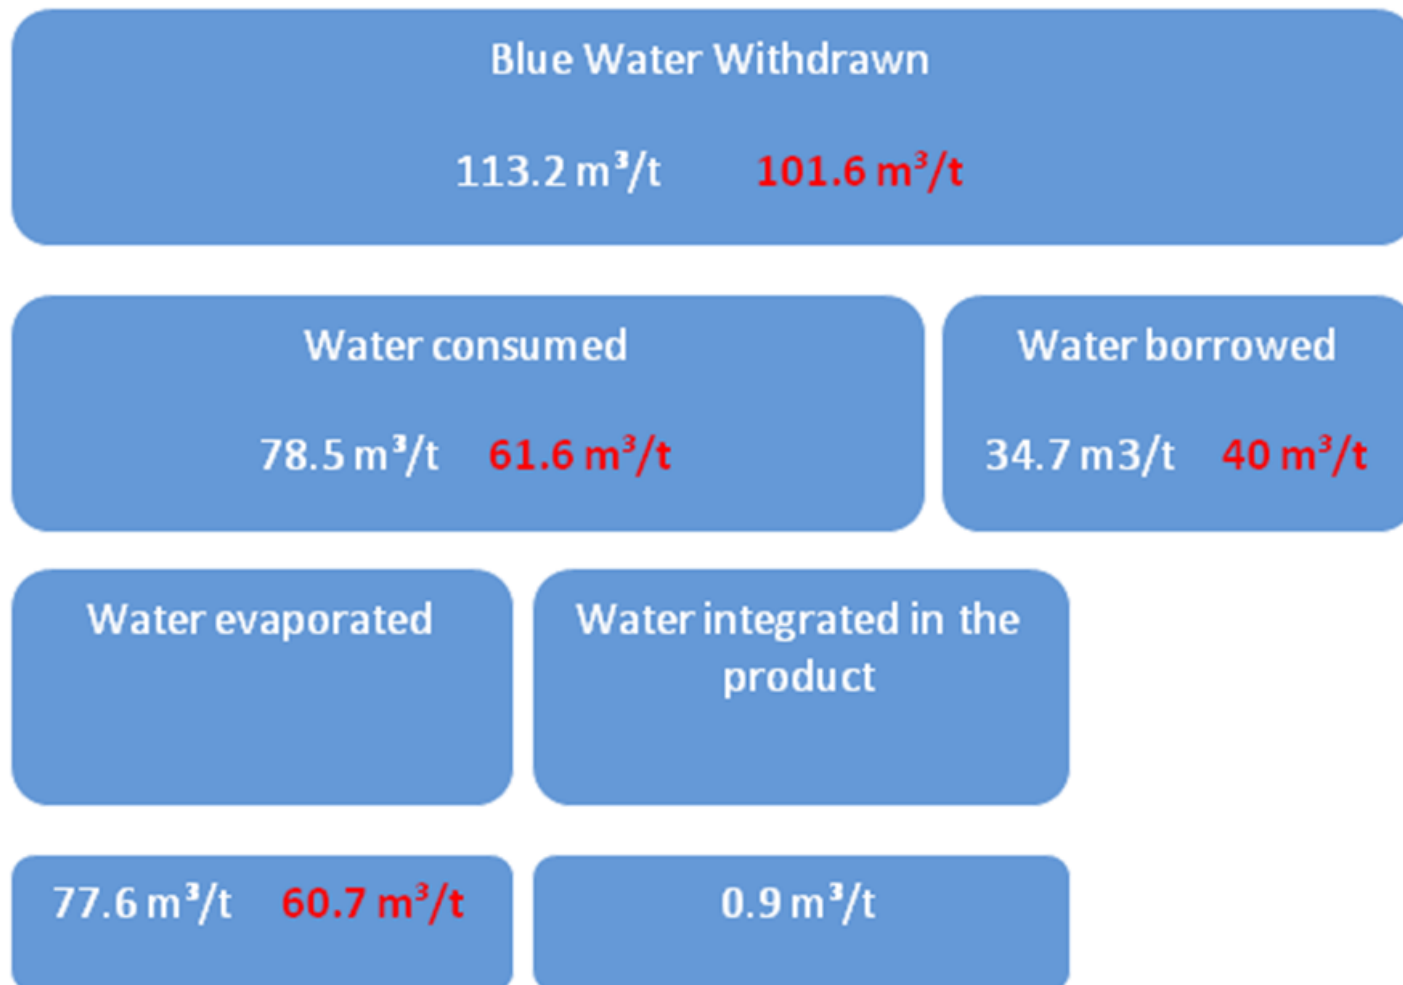 Blue Water Withdrawn
113.2 m³/t 101.6 m³/t
Water consumed
78.5 m³/t 61.6 m³/t
Water borrowed
34.7 m3/t 40 m³/t
Water evaporated
Water integrated in the
product
77.6 m³/t 60.7 m³/t
0.9 m³/t